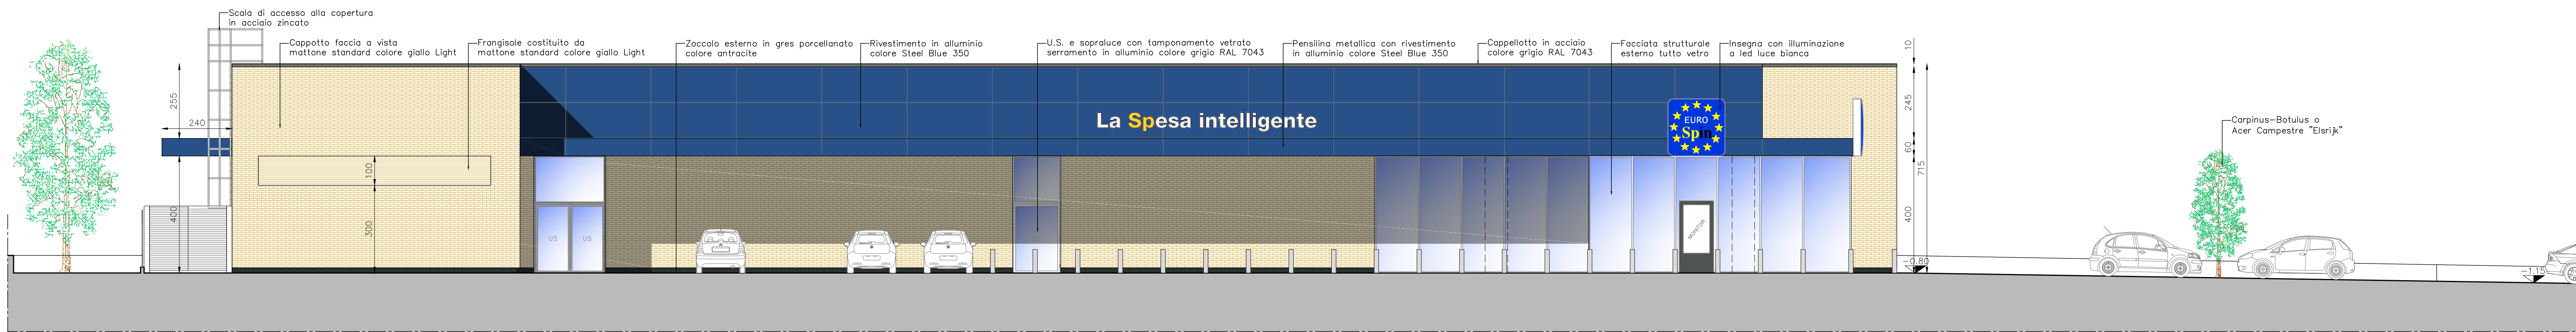 Scala di accesso alla copertura
in acciaio zincato
Cappotto faccia a vista
mattone standard colore giallo Light
Frangisole costituito da
mattone standard colore giallo Light
Zoccolo esterno in gres porcellanato
colore antracite
Rivestimento in alluminio
colore Steel Blue 350
U.S. e sopraluce con tamponamento vetrato
serramento in alluminio colore grigio RAL 7043
Pensilina metallica con rivestimento
in alluminio colore Steel Blue 350
Cappellotto in acciaio
colore grigio RAL 7043
Facciata strutturale
esterno tutto vetro
Insegna con illuminazione
a led luce bianca
10
255
240
245
La Spesa intelligente
EURO
Spin
Carpinus-Botulus o
Acer Campestre "Elsrijk"
60
715
100
400
300
400
US
US
MONITOR
-0.80
-1.15